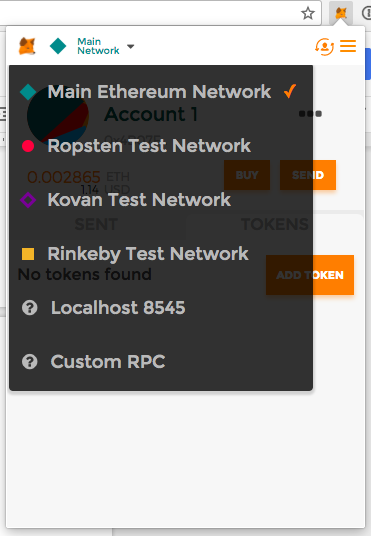 Main
Network
Main Ethereum Network
Account 1
Ropsten Test Network
0.002865 ETH
1.14 USD
BUY
SEND
Kovan Test Network
SENT
TOKENS
Rinkeby Test Network
No tokens found
ADD TOKEN
Localhost 8545
Custom RPC